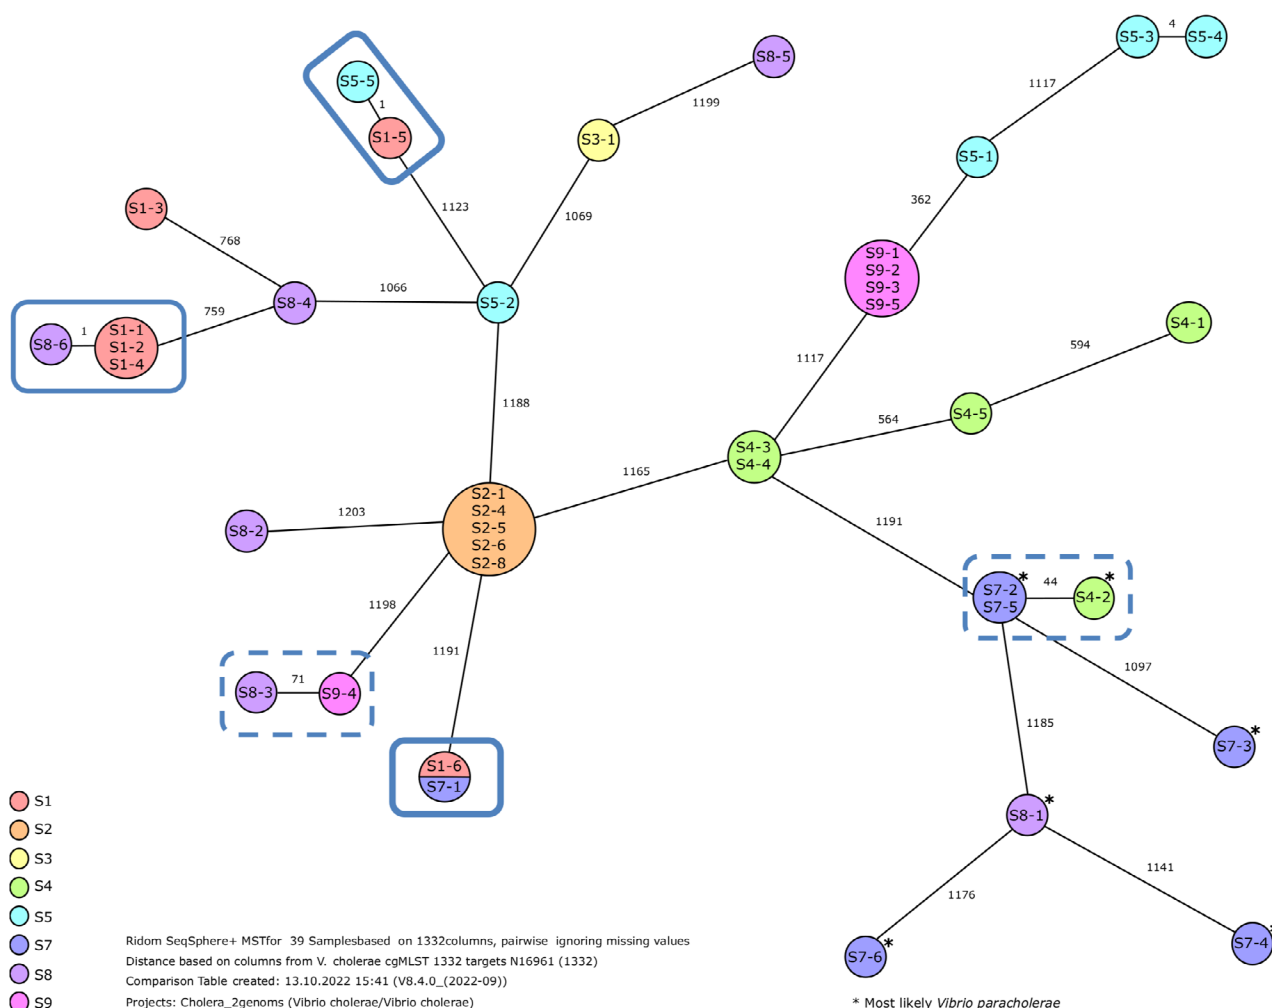 S5-3
4
S5-4
S8-5
S5-5
1
S1-5
1199
1117
S3-1
S5-1
1123
1069
362
S1-3
768
S9-1
S9-2
S9-3
S9-5
1066
S8-4
S5-2
759
S8-6
1
S1-1
S1-2
S1-4
S4-1
594
1117
564
S4-5
1188
S4-3
S4-4
1165
S2-1
S2-4
S2-5
S2-6
S2-8
1203
S8-2
1191
S7-2
S7-5
*
44
S4-2
*
1198
1191
S8-3
71
S9-4
1097
1185
S7-3
*
S1-6
S7-1
S8-1
*
1176
1141
S7-6
*
S7-4
*
S1
S2
S3
S4
S5
S7
S8
S9
Ridom SeqSphere+ MSTfor 39 Samplesbased on 1332columns, pairwise ignoring missing values
Distance based on columns from V. cholerae cgMLST 1332 targets N16961 (1332)
Comparison Table created: 13.10.2022 15:41 (V8.4.0_(2022-09))
Projects: Cholera_2genoms (Vibrio cholerae/Vibrio cholerae)
* Most likely Vibrio paracholerae